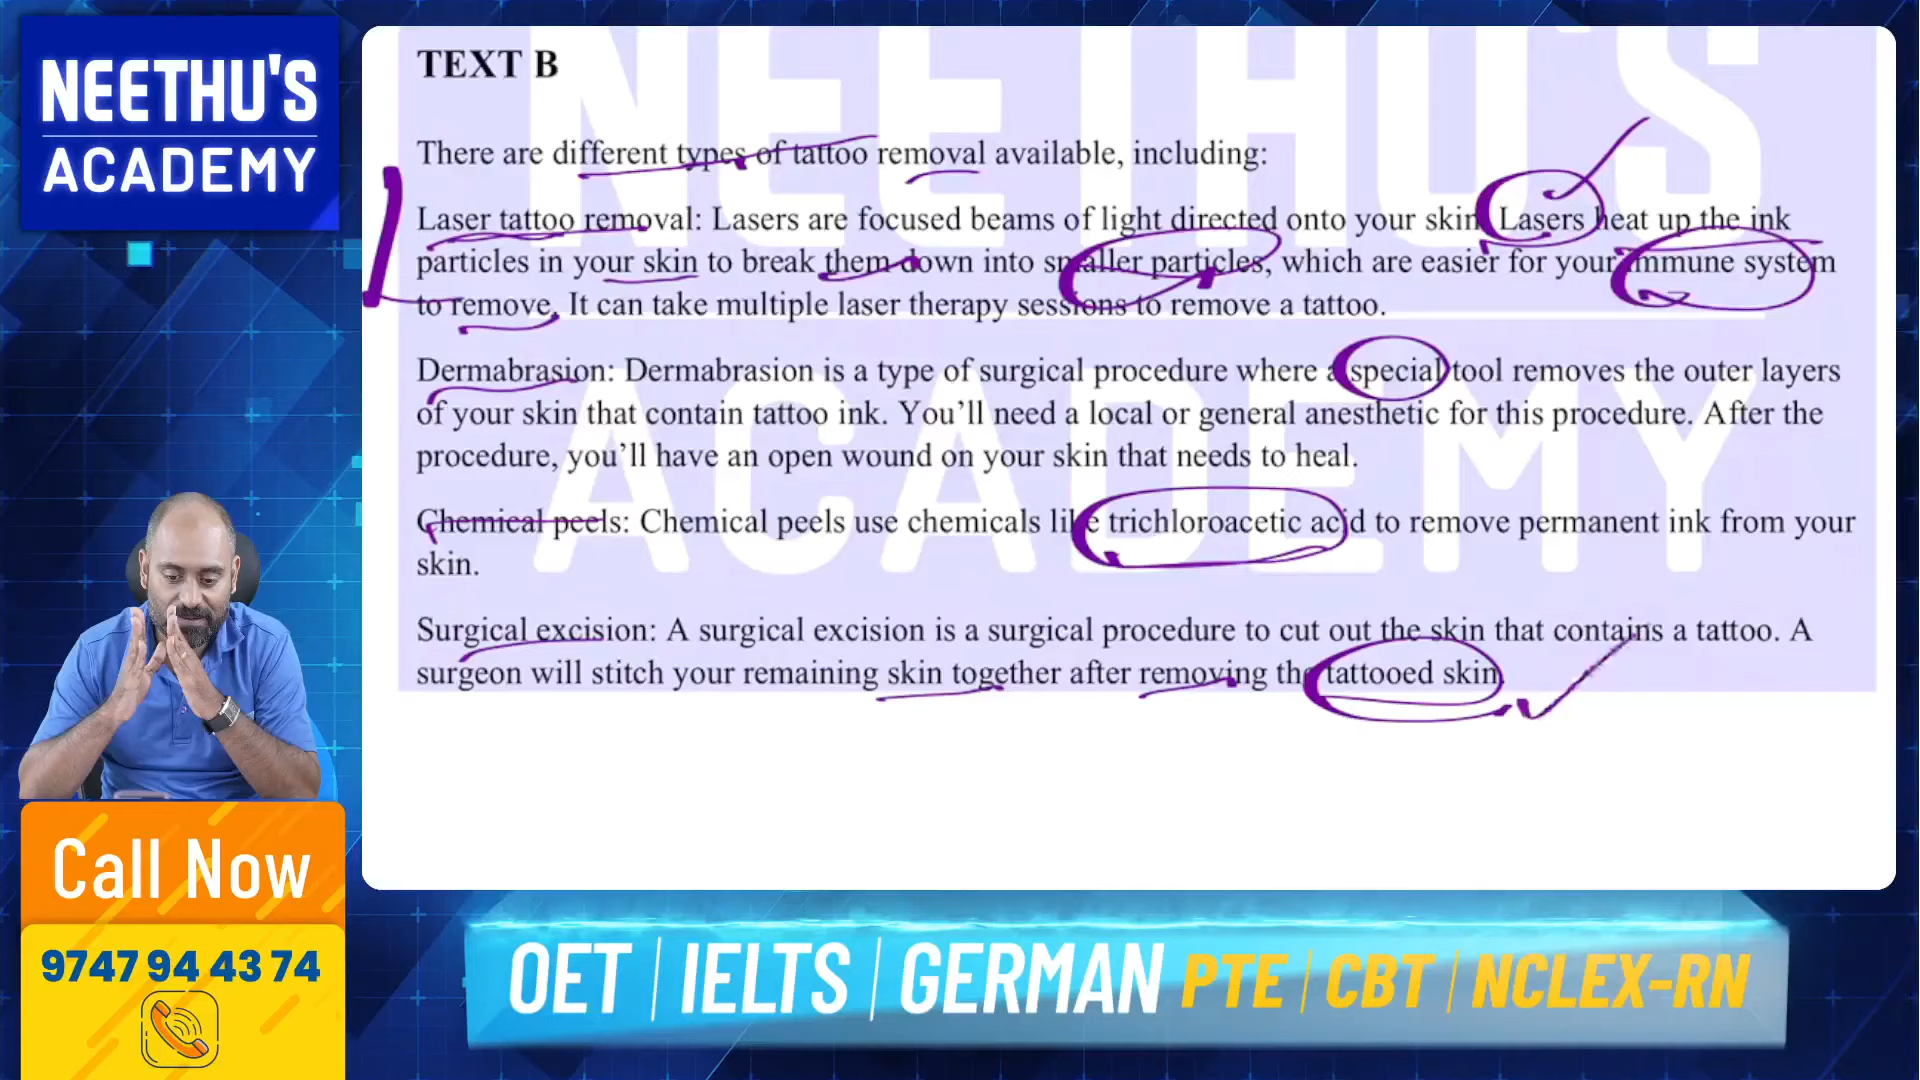 NEETHU'S
ACADEMY
TEXT B
There are different types of tattoo removal available, including:
Laser tattoo removal: Lasers are focused beams of light directed onto your skin. Lasers heat up the ink
particles in your skin to break them down into smaller particles, which are easier for your immune system
to remove. It can take multiple laser therapy sessions to remove a tattoo.
Dermabrasion: Dermabrasion is a type of surgical procedure where a special tool removes the outer layers
of your skin that contain tattoo ink. You’ll need a local or general anesthetic for this procedure. After the
procedure, you’ll have an open wound on your skin that needs to heal.
Chemical peels: Chemical peels use chemicals like trichloroacetic acid to remove permanent ink from your
skin.
Surgical excision: A surgical excision is a surgical procedure to cut out the skin that contains a tattoo. A
surgeon will stitch your remaining skin together after removing the tattooed skin.
NEETHU'S
ACADEMY
Call Now
9747 94 43 74
OET | IELTS | GERMAN PTE | CBT | NCLEX-RN